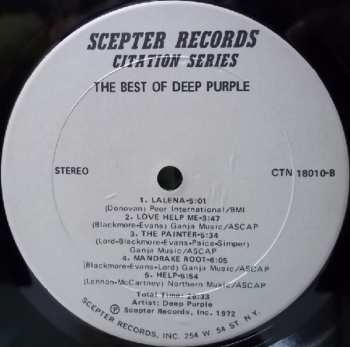 SCEPTER RECORDS
CITATION SERIES
THE BEST OF DEEP PURPLE
STEREO
CTN 18010-B
1. LALENA-5:01
(Donovan) Peer International/BMI
2. LOVE HELP ME-3:47
(Blackmore-Evans) Ganja Music/ASCAP
3. THE PAINTER-5:34
(Lord-Blackmore-Evans-Paice-Simper)
Ganja Music/ASCAP
4. MANDRAKE ROOT-6:05
(Blackmore-Evans-Lord) Ganja Music/ASCAP
5. HELP-5:54
(Lennon-McCartney) Northern Music/ASCAP
Total Time: 26:33
Artist: Deep Purple
℗ Scepter Records, Inc. 1972
SCEPTER RECORDS, INC. 254 W. 54 ST. N.Y.